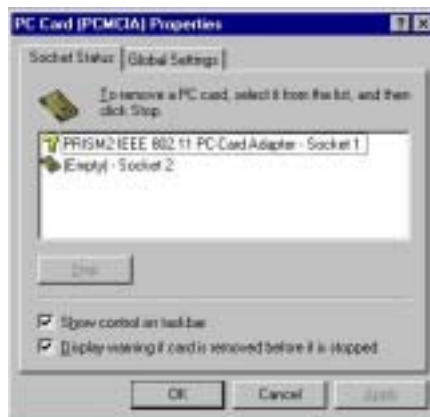 PC Card (PCMCIA) Properties
Socket Status Global Settings
To remove a PC card, select it from the list, and then
click Stop.
PRISM2 IEEE 802.11 PC-Card Adapter - Socket 1
(Empty) - Socket 2
Stop
Show control on taskbar
Display warning if card is removed before it is stopped
OK Cancel Apply